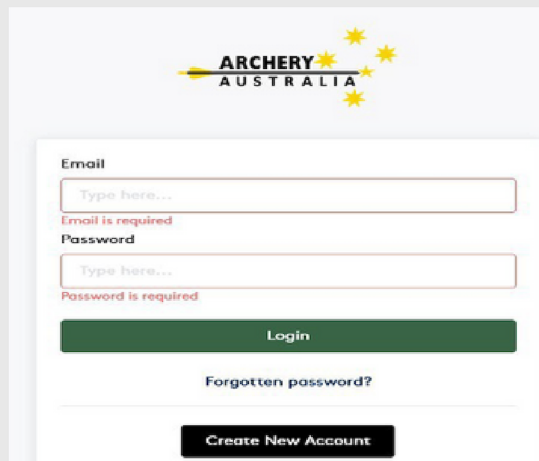 ARCHERY
AUSTRALIA
Email
Type here...
Email is required
Password
Type here...
Password is required
Login
Forgotten password?
Create New Account